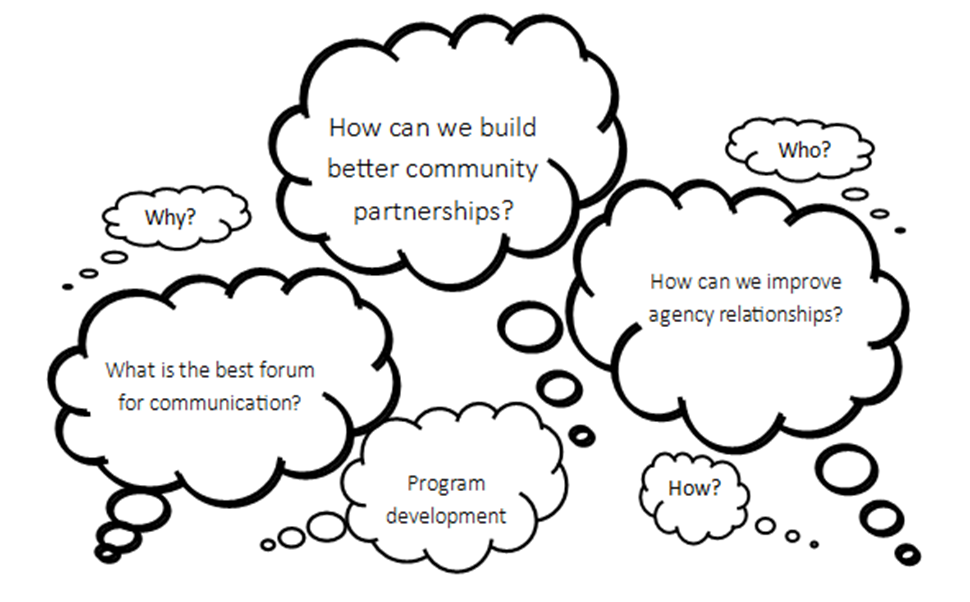 How can we build
better community
partnerships?
Who?
Why?
How can we improve
agency relationships?
What is the best forum
for communication?
Program
development
How?